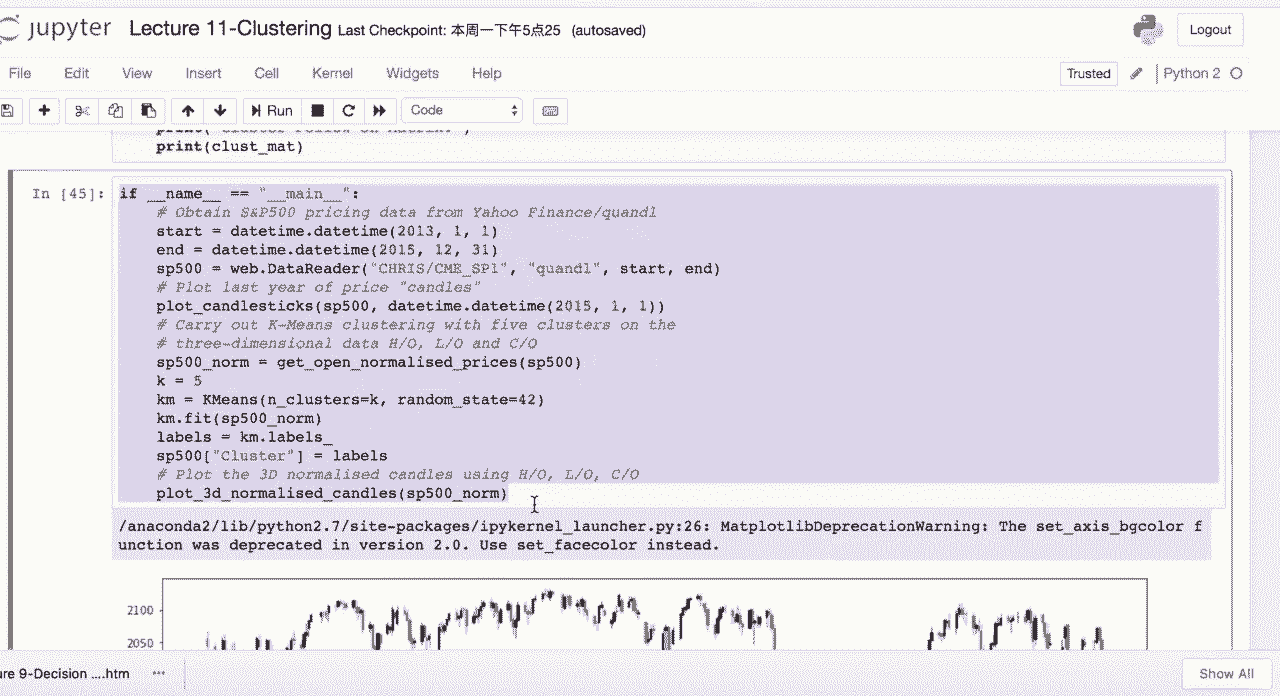 jupyter Lecture 11-Clustering Last Checkpoint: 本周一下午5点25 (autosaved) Logout
File Edit View Insert Cell Kernel Widgets Help Trusted Python 2
Run Code
print(clust_mat)
In [45]: if __name__ == "__main__":
# Obtain S&P500 pricing data from Yahoo Finance/quandl
start = datetime.datetime(2013, 1, 1)
end = datetime.datetime(2015, 12, 31)
sp500 = web.DataReader("CHRIS/CME_SP1", "quandl", start, end)
# Plot last year of price "candles"
plot_candlesticks(sp500, datetime.datetime(2015, 1, 1))
# Carry out K-Means clustering with five clusters on the
# three-dimensional data H/O, L/O and C/O
sp500_norm = get_open_normalised_prices(sp500)
k = 5
km = KMeans(n_clusters=k, random_state=42)
km.fit(sp500_norm)
labels = km.labels_
sp500["Cluster"] = labels
# Plot the 3D normalised candles using H/O, L/O, C/O
plot_3d_normalised_candles(sp500_norm)
/anaconda2/lib/python2.7/site-packages/ipykernel_launcher.py:26: MatplotlibDeprecationWarning: The set_axis_bgcolor f
unction was deprecated in version 2.0. Use set_facecolor instead.
2100
2050
ure 9-Decision ....htm Show All